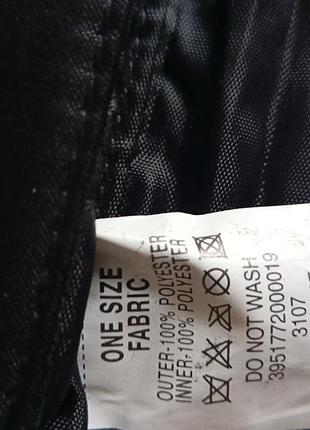 ONE SIZE
FABRIC
OUTER-100% POLYESTER
INNER-100% POLYESTER
DO NOT WASH
3951772000019
3107